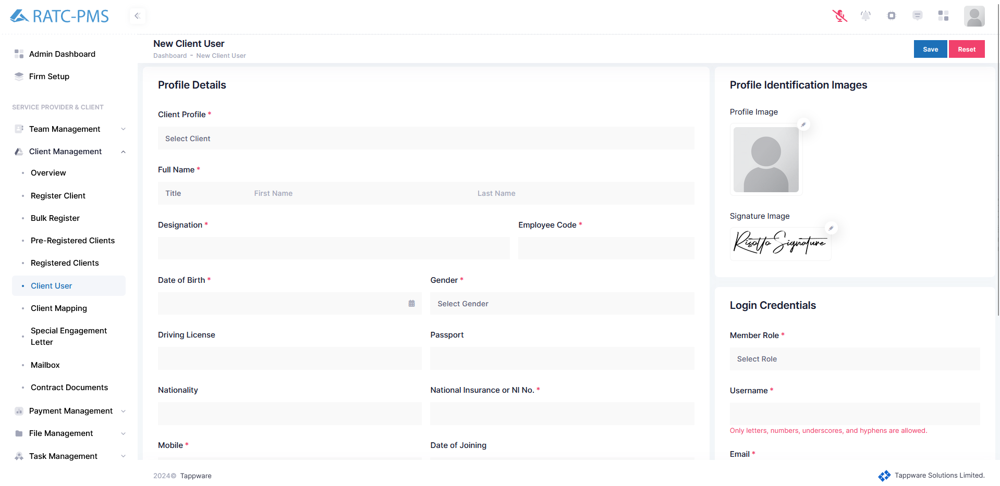 RATC-PMS
Admin Dashboard
Firm Setup
SERVICE PROVIDER & CLIENT
Team Management
Client Management
Overview
Register Client
Bulk Register
Pre-Registered Clients
Registered Clients
Client User
Client Mapping
Special Engagement
Letter
Mailbox
Contract Documents
Payment Management
File Management
Task Management
New Client User
Dashboard - New Client User
Save
Reset
Profile Details
Client Profile *
Select Client
Full Name *
Title
First Name
Last Name
Designation *
Employee Code *
Date of Birth *
Gender *
Select Gender
Driving License
Passport
Nationality
National Insurance or NI No. *
Mobile *
Date of Joining
Profile Identification Images
Profile Image
Signature Image
Risotto Signature
Login Credentials
Member Role *
Select Role
Username *
Only letters, numbers, underscores, and hyphens are allowed.
Email *
2024© Tappware
Tappware Solutions Limited.